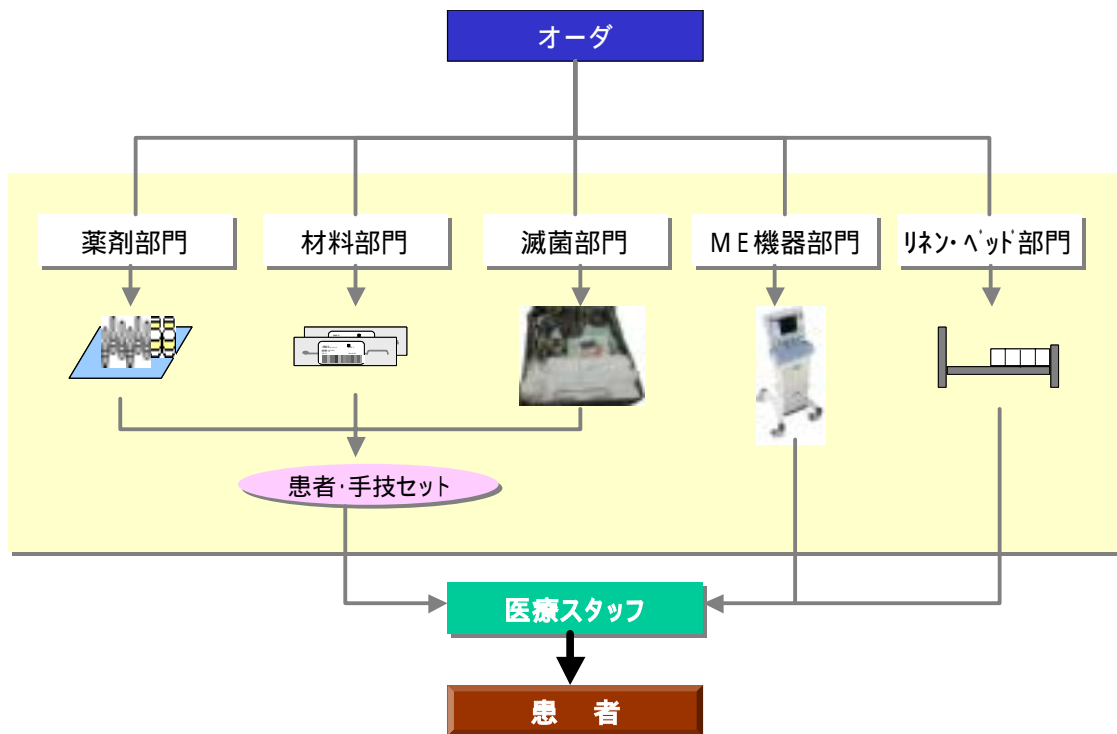 オーダ
薬剤部門
材料部門
滅菌部門
ＭＥ機器部門
ﾘﾈﾝ・ﾍﾞｯﾄﾞ部門
患者・手技セット
医療スタッフ
患　者